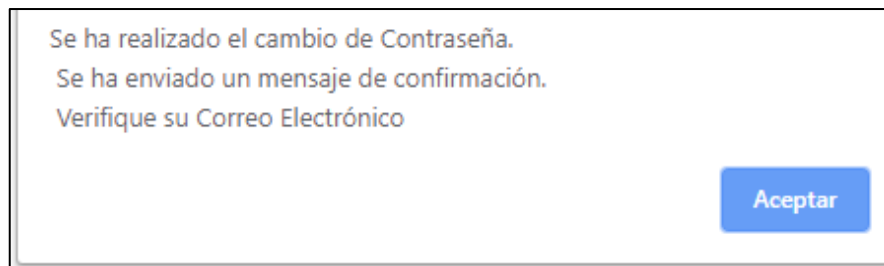 Se ha realizado el cambio de Contraseña.
Se ha enviado un mensaje de confirmación.
Verifique su Correo Electrónico
Aceptar